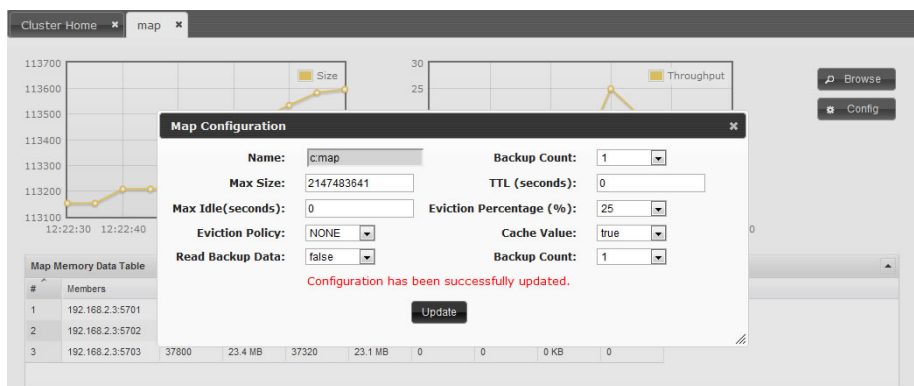 Cluster Home × map ×
113700
113600
113500
113400
113300
113200
113100
Size
12:22:30 12:22:40
30
25
Throughput
0
Browse
Config
Map Configuration ×
Name: c:map Backup Count: 1
Max Size: 2147483641 TTL (seconds): 0
Max Idle(seconds): 0 Eviction Percentage (%): 25
Eviction Policy: NONE Cache Value: true
Read Backup Data: false Backup Count: 1
Configuration has been successfully updated.
Update
Map Memory Data Table
# Members
1 192.168.2.3:5701
2 192.168.2.3:5702
3 192.168.2.3:5703 37800 23.4 MB 37320 23.1 MB 0 0 0 KB 0